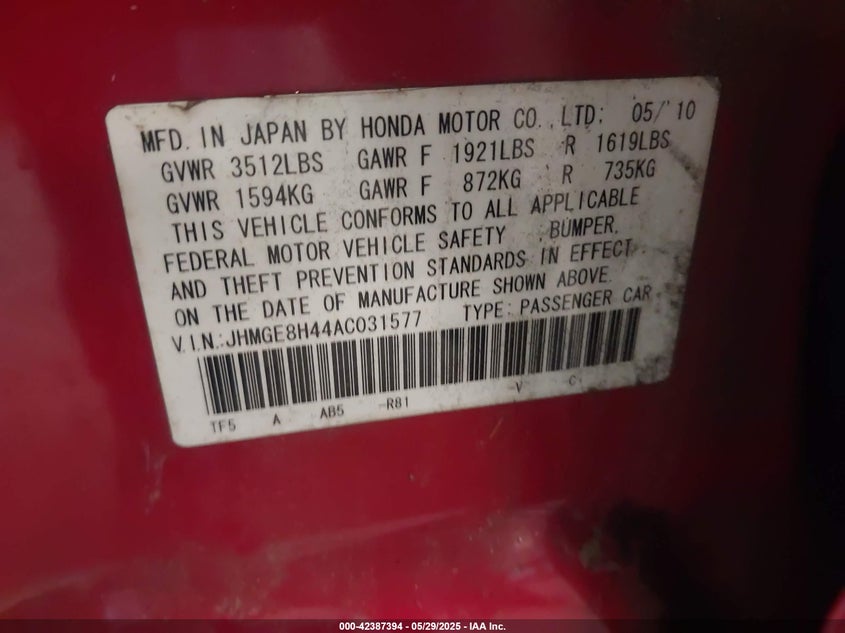 MFD. IN JAPAN BY HONDA MOTOR CO., LTD: 05/'10
GVWR 3512LBS GAWR F 1921LBS R 1619LBS
GVWR 1594KG GAWR F 872KG R 735KG
THIS VEHICLE CONFORMS TO ALL APPLICABLE
FEDERAL MOTOR VEHICLE SAFETY , BUMPER,
AND THEFT PREVENTION STANDARDS IN EFFECT
ON THE DATE OF MANUFACTURE SHOWN ABOVE.
V.I.N.: JHMGE8H44AC031577 TYPE: PASSENGER CAR
TF5 A AB5 R81 V C
000-42387394 - 05/29/2025 - IAA Inc.